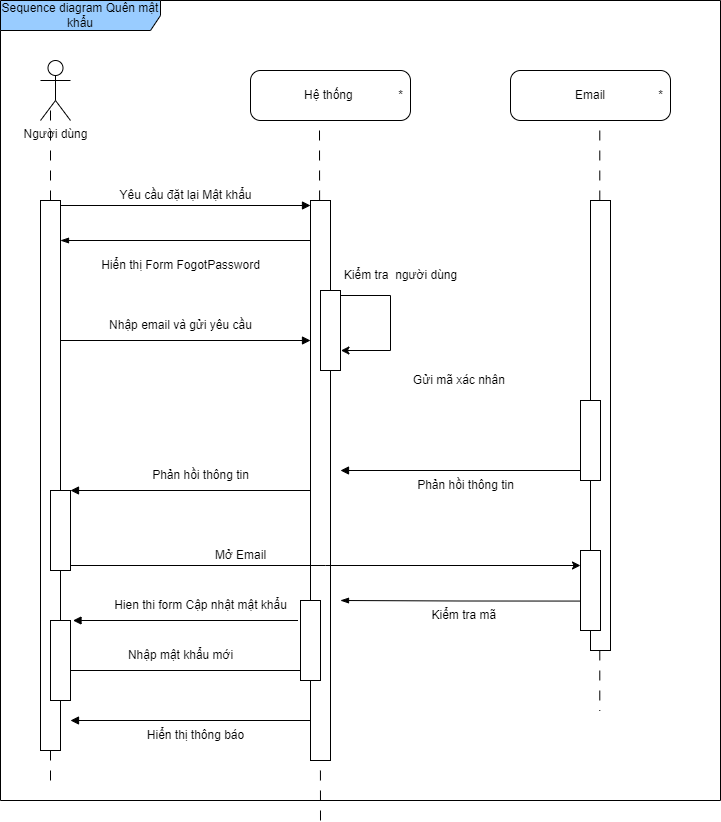 Sequence diagram Quên mật
khẩu
Người dùng
Hệ thống *
Email *
Yêu cầu đặt lại Mật khẩu
Hiển thị Form FogotPassword
Kiểm tra người dùng
Nhập email và gửi yêu cầu
Gửi mã xác nhân
Phản hồi thông tin
Phản hồi thông tin
Mở Email
Hien thi form Cập nhật mật khẩu
Kiểm tra mã
Nhập mật khẩu mới
Hiển thị thông báo